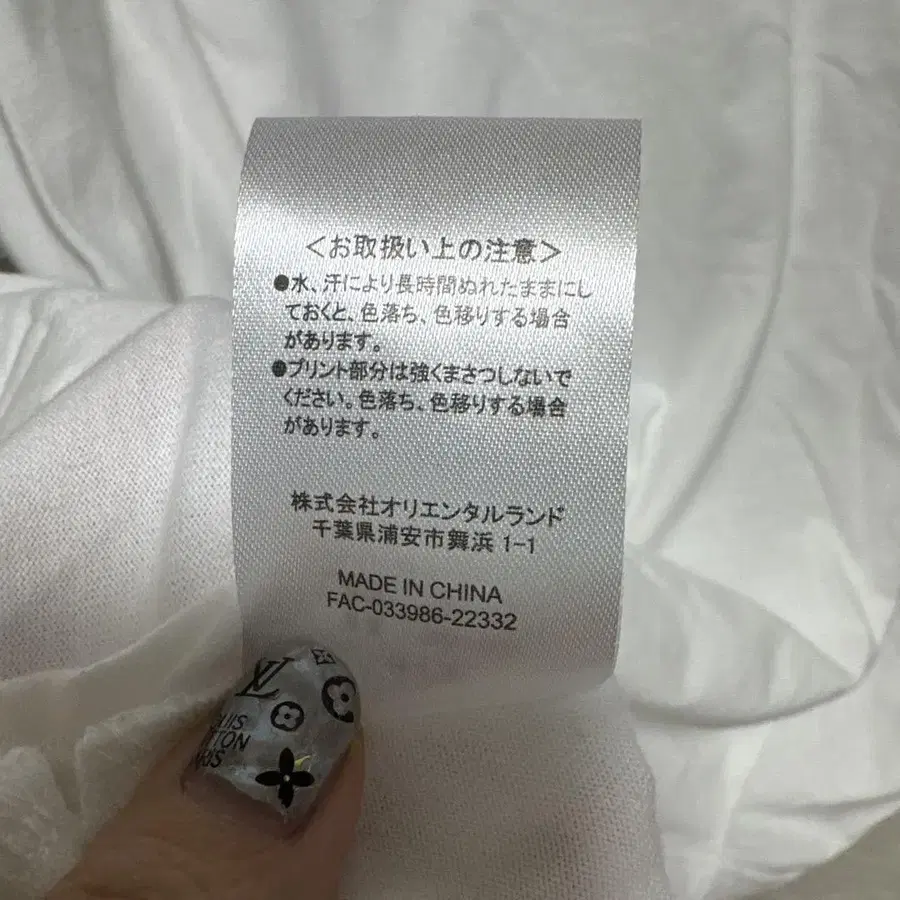 <お取扱い上の注意>
●水、汗により長時間ぬれたままにし
ておくと、色落ち、色移りする場合
があります。
●プリント部分は強くまさつしないで
ください。色落ち、色移りする場合
があります。
株式会社オリエンタルランド
千葉県浦安市舞浜 1-1
MADE IN CHINA
FAC-033986-22332
LV